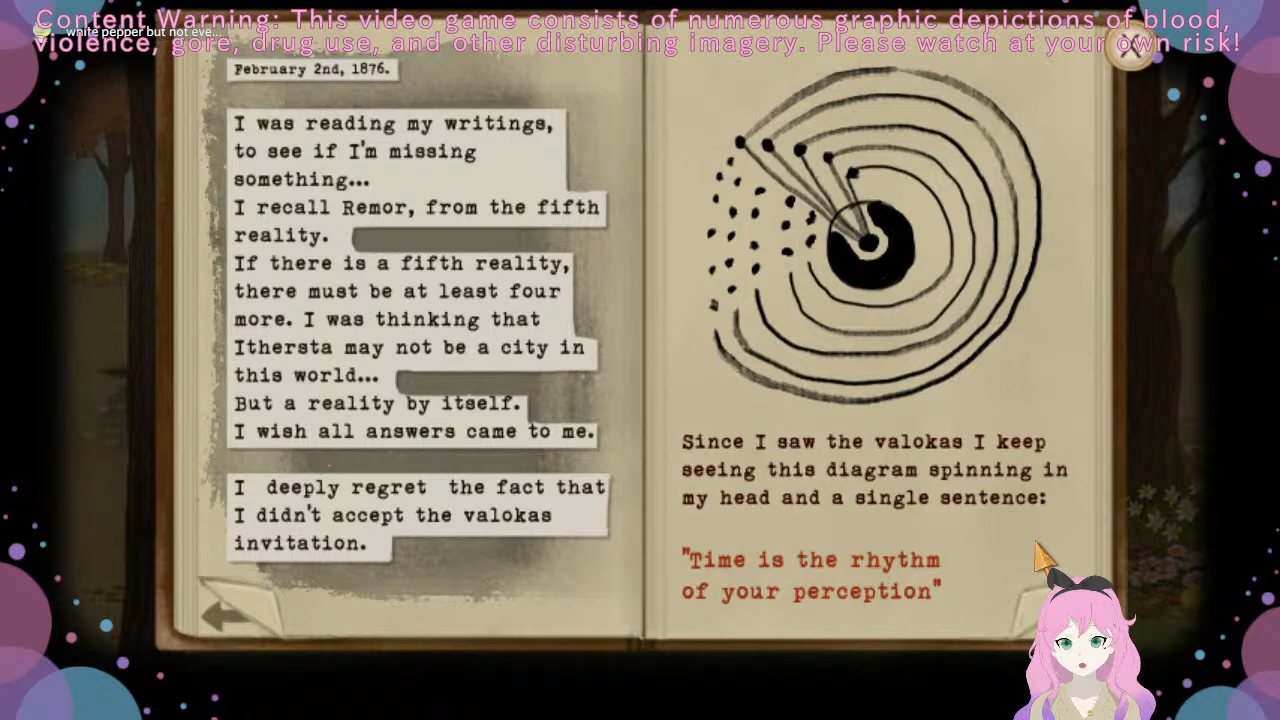 Content Warning: This video game consists of numerous graphic depictions of blood,
white pepper but not eve...
violence, gore, drug use, and other disturbing imagery. Please watch at your own risk!
February 2nd, 1876.
I was reading my writings,
to see if I'm missing
something...
I recall Remor, from the fifth
reality.
If there is a fifth reality,
there must be at least four
more. I was thinking that
Ithersta may not be a city in
this world...
But a reality by itself.
I wish all answers came to me.
I deeply regret the fact that
I didn't accept the valokas
invitation.
Since I saw the valokas I keep
seeing this diagram spinning in
my head and a single sentence:
"Time is the rhythm
of your perception"